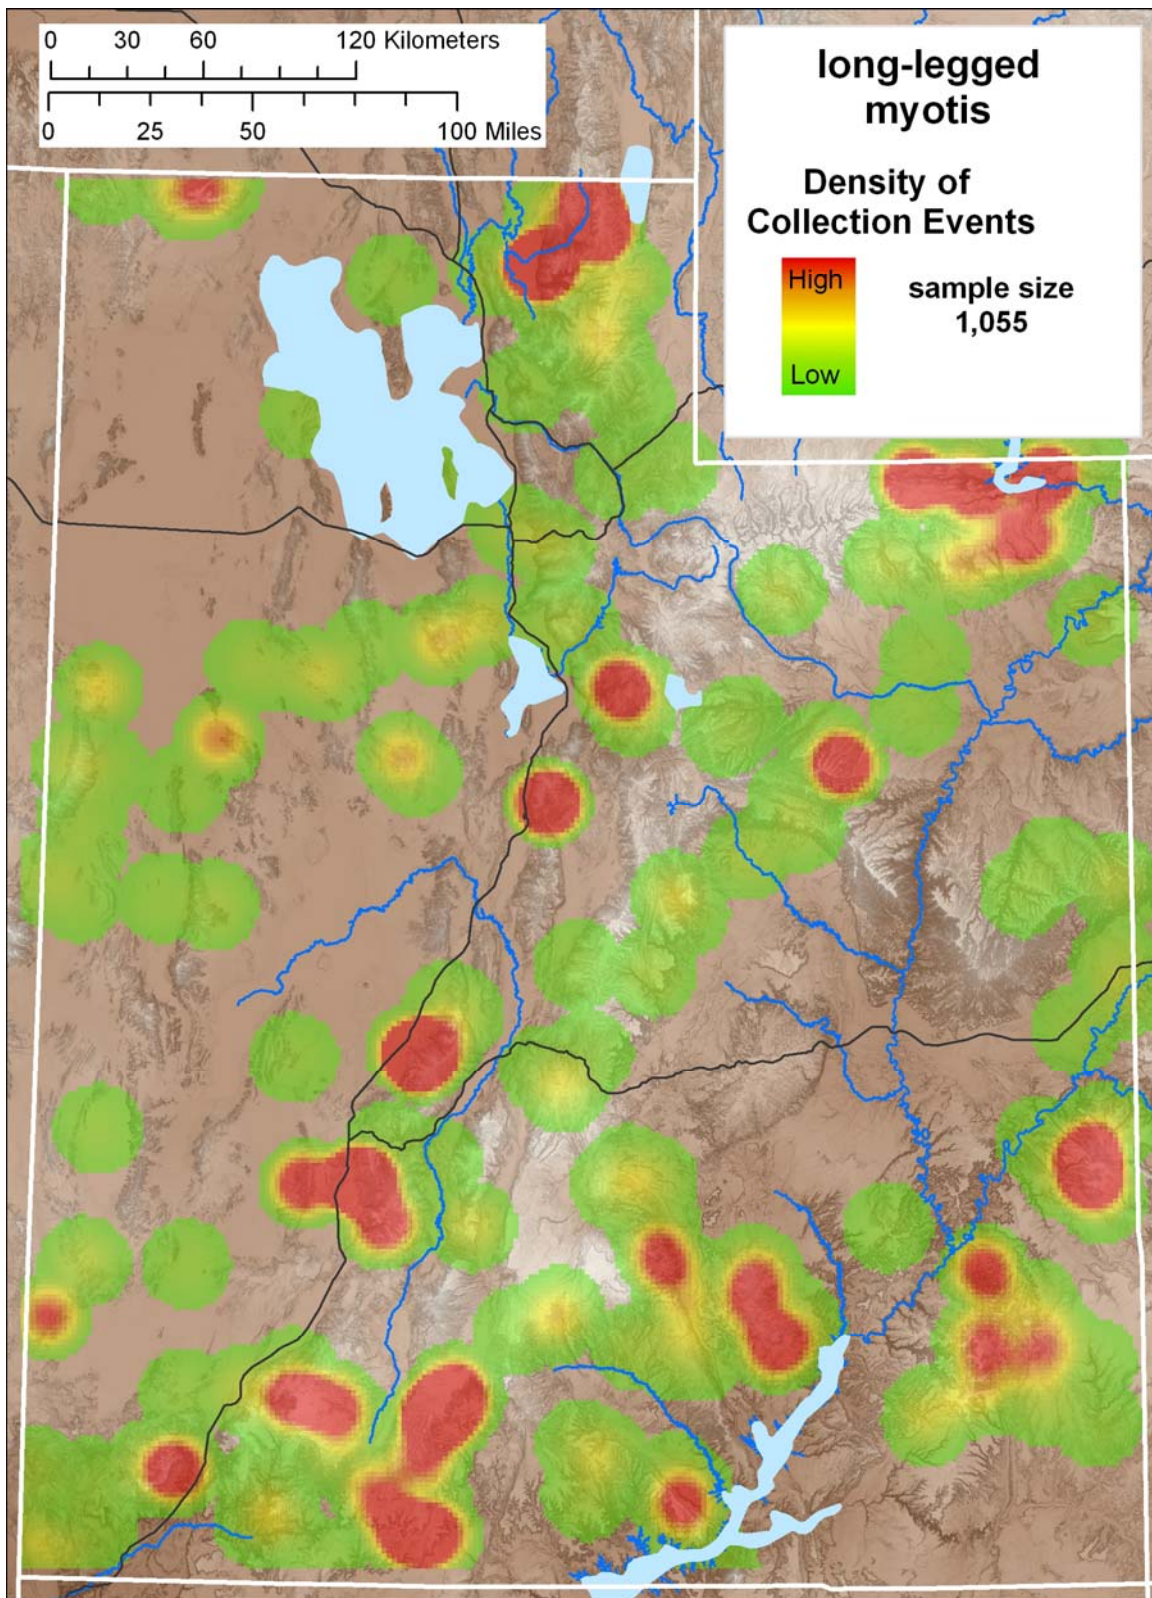 0 30 60 120 Kilometers
0 25 50 100 Miles
long-legged
myotis
Density of
Collection Events
High
Low
sample size
1,055